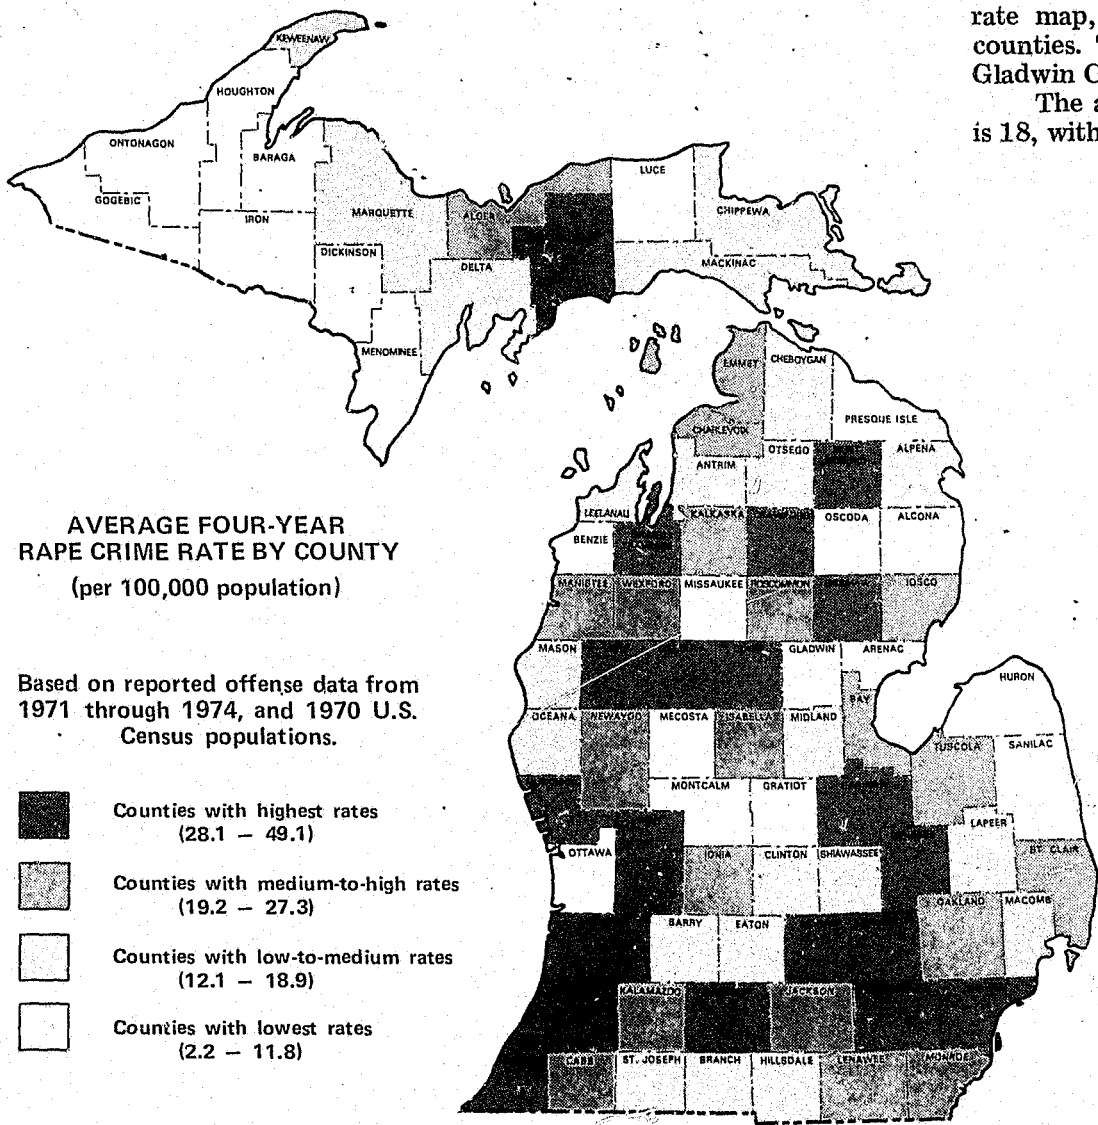 rate map,
counties.
Gladwin C
The a
is 18, with
KEWEENAW
HOUGHTON
ONTONAGON
BARAGA
LUCE
GOGEBIC
IRON
MARQUETTE
ALGER
CHIPPEWA
DICKINSON
DELTA
MACKINAC
MENOMINEE
EMMET
CHEBOYGAN
PRESQUE ISLE
CHARLEVOIX
OTSEGO
ALPENA
ANTRIM
AVERAGE FOUR-YEAR
RAPE CRIME RATE BY COUNTY
(per 100,000 population)
LEELANAU
KALKASKA
OSCODA
ALCONA
BENZIE
MANISTEE
WEXFORD
MISSAUKEE
ROSCOMMON
IOSCO
MASON
GLADWIN
ARENAC
HURON
Based on reported offense data from
1971 through 1974, and 1970 U.S.
Census populations.
OCEANA
NEWAYGO
MECOSTA
ISABELLA
MIDLAND
BAY
TUSCOLA
SANILAC
MONTCALM
GRATIOT
Counties with highest rates
(28.1 — 49.1)
LAPEER
OTTAWA
IONIA
CLINTON
SHIAWASSEE
ST. CLAIR
Counties with medium-to-high rates
(19.2 — 27.3)
OAKLAND
MACOMB
BARRY
EATON
Counties with low-to-medium rates
(12.1 — 18.9)
KALAMAZOO
JACKSON
Counties with lowest rates
(2.2 — 11.8)
CASS
ST. JOSEPH
BRANCH
HILLSDALE
LENAWEE
MONROE